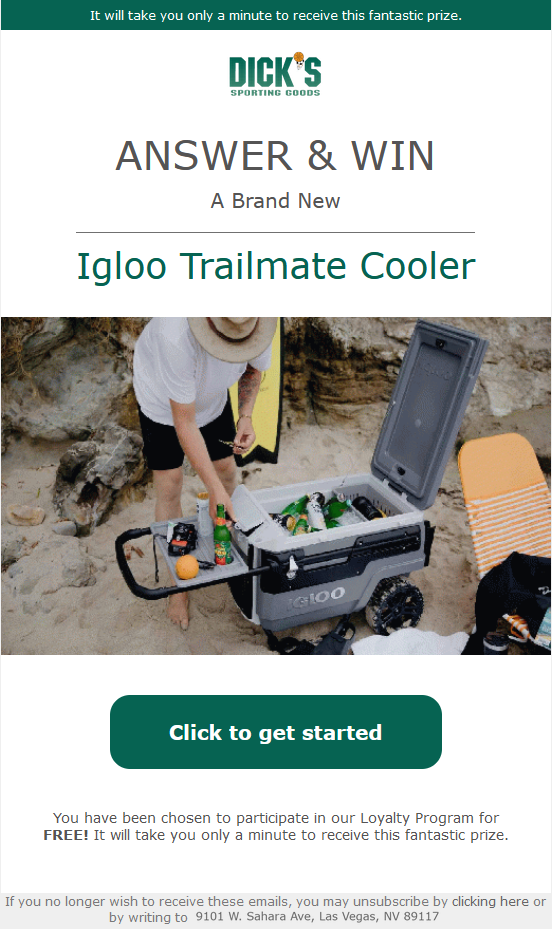 It will take you only a minute to receive this fantastic prize.
DICK'S
SPORTING GOODS
ANSWER & WIN
A Brand New
Igloo Trailmate Cooler
IGLOO
Click to get started
You have been chosen to participate in our Loyalty Program for
FREE! It will take you only a minute to receive this fantastic prize.
If you no longer wish to receive these emails, you may unsubscribe by clicking here or
by writing to 9101 W. Sahara Ave, Las Vegas, NV 89117